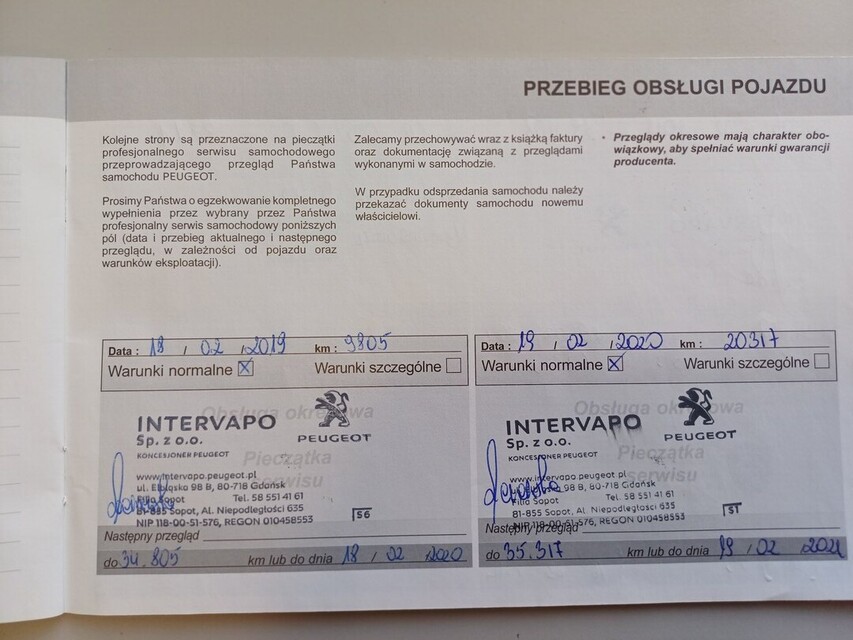 PRZEBIEG OBSŁUGI POJAZDU
Kolejne strony są przeznaczone na pieczątki
profesjonalnego serwisu samochodowego
przeprowadzającego przegląd Państwa
samochodu PEUGEOT.
Prosimy Państwa o egzekwowanie kompletnego
wypełnienia przez wybrany przez Państwa
profesjonalny serwis samochodowy poniższych
pól (data i przebieg aktualnego i następnego
przeglądu, w zależności od pojazdu oraz
warunków eksploatacji).
Zalecamy przechowywać wraz z książką faktury
oraz dokumentację związaną z przeglądami
wykonanymi w samochodzie.
W przypadku odsprzedania samochodu należy
przekazać dokumenty samochodu nowemu
właścicielowi.
• Przeglądy okresowe mają charakter obo-
wiązkowy, aby spełniać warunki gwarancji
producenta.
Data : 18 / 02 / 2019 km : 9805
Warunki normalne Warunki szczególne
Obsługa okresowa
INTERVAPO
Sp. z o.o.
KONCESJONER PEUGEOT
PEUGEOT
Pieczątka
serwisu
www.intervapo.peugeot.pl
ul. Elbląska 98 B, 80-718 Gdańsk
Filia Sopot Tel. 58 551 41 61
81-855 Sopot, Al. Niepodległości 635
NIP 118-00-51-576, REGON 010458553
S6
Następny przegląd
do 34.805 km lub do dnia 18 / 02 / 2020
Data : 19 / 02 / 2020 km : 20317
Warunki normalne Warunki szczególne
Obsługa okresowa
INTERVAPO
Sp. z o.o.
KONCESJONER PEUGEOT
PEUGEOT
Pieczątka
serwisu
www.intervapo.peugeot.pl
98 B, 80-718 Gdańsk
Filia Sopot Tel. 58 551 41 61
81-855 Sopot, Al. Niepodległości 635
NIP 118-00-51-576, REGON 010458553
S1
Następny przegląd
do 35.317 km lub do dnia 19 / 02 / 2021